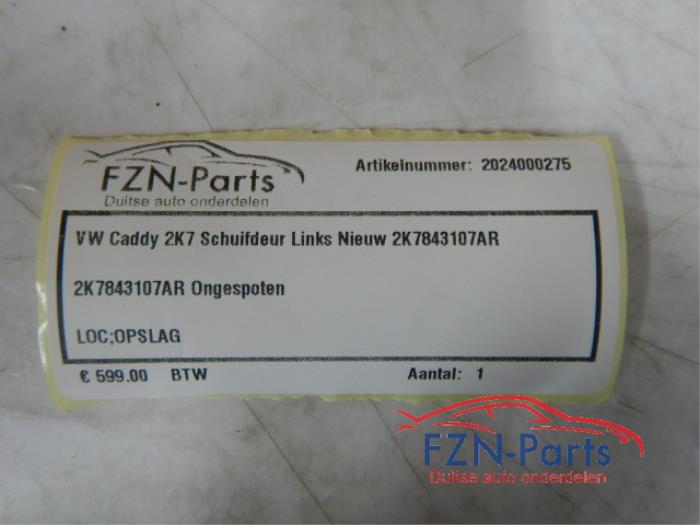 FZN-Parts
Duitse auto onderdelen
Artikelnummer: 2024000275
VW Caddy 2K7 Schuifdeur Links Nieuw 2K7843107AR
2K7843107AR Ongespoten
LOC;OPSLAG
€ 599.00 BTW Aantal: 1
FZN-Parts
Duitse auto onderdelen